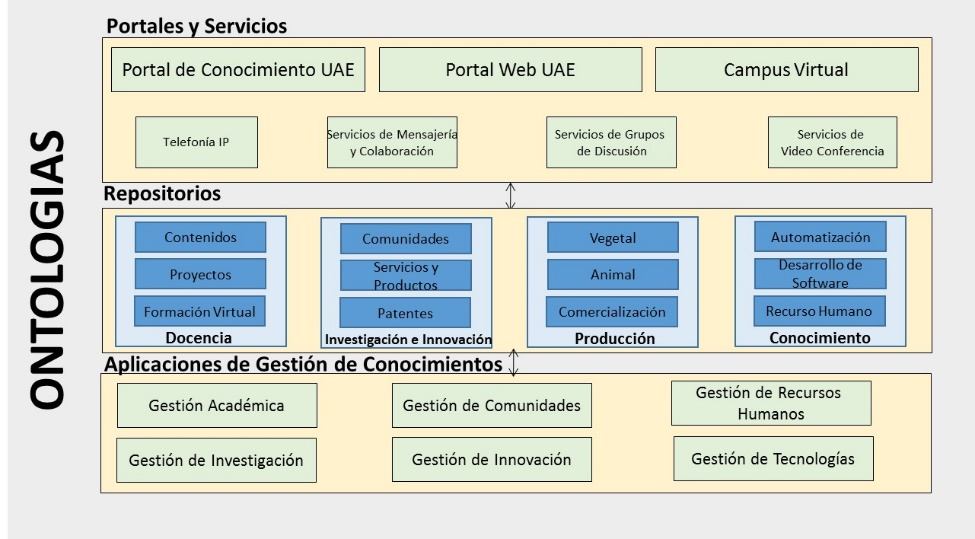 Portales y Servicios
Portal de Conocimiento UAE
Portal Web UAE
Campus Virtual
Telefonía IP
Servicios de Mensajería
y Colaboración
Servicios de Grupos
de Discusión
Servicios de
Video Conferencia
ONTOLOGIAS
Repositorios
Contenidos
Proyectos
Formación Virtual
Docencia
Comunidades
Servicios y
Productos
Patentes
Investigación e Innovación
Vegetal
Animal
Comercialización
Producción
Automatización
Desarrollo de
Software
Recurso Humano
Conocimiento
Aplicaciones de Gestión de Conocimientos
Gestión Académica
Gestión de Comunidades
Gestión de Recursos
Humanos
Gestión de Investigación
Gestión de Innovación
Gestión de Tecnologías